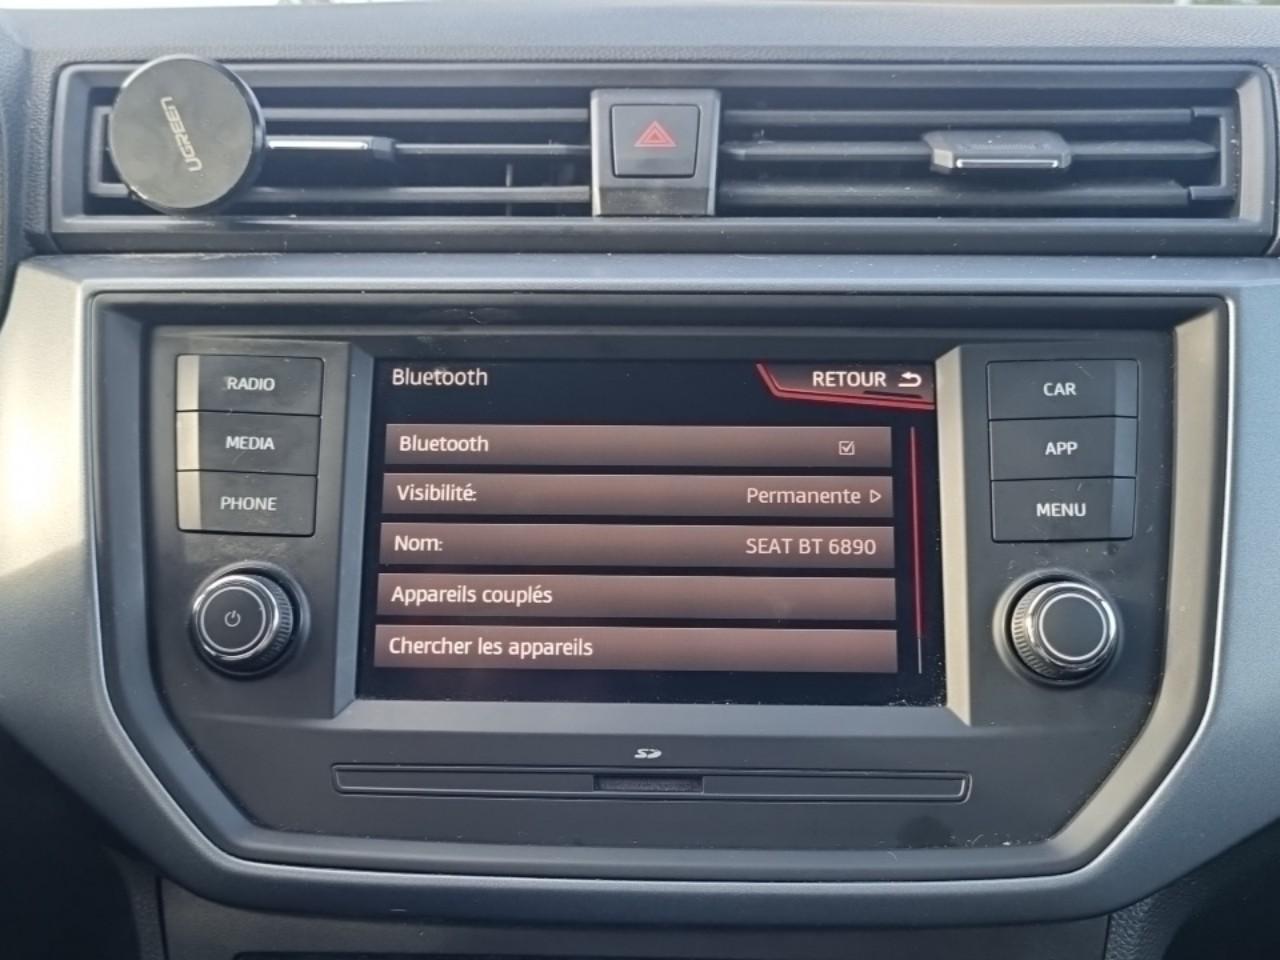 UGREEN
RADIO
MEDIA
PHONE
Bluetooth
RETOUR
Bluetooth
Visibilité: Permanente
Nom: SEAT BT 6890
Appareils couplés
Chercher les appareils
CAR
APP
MENU
SD